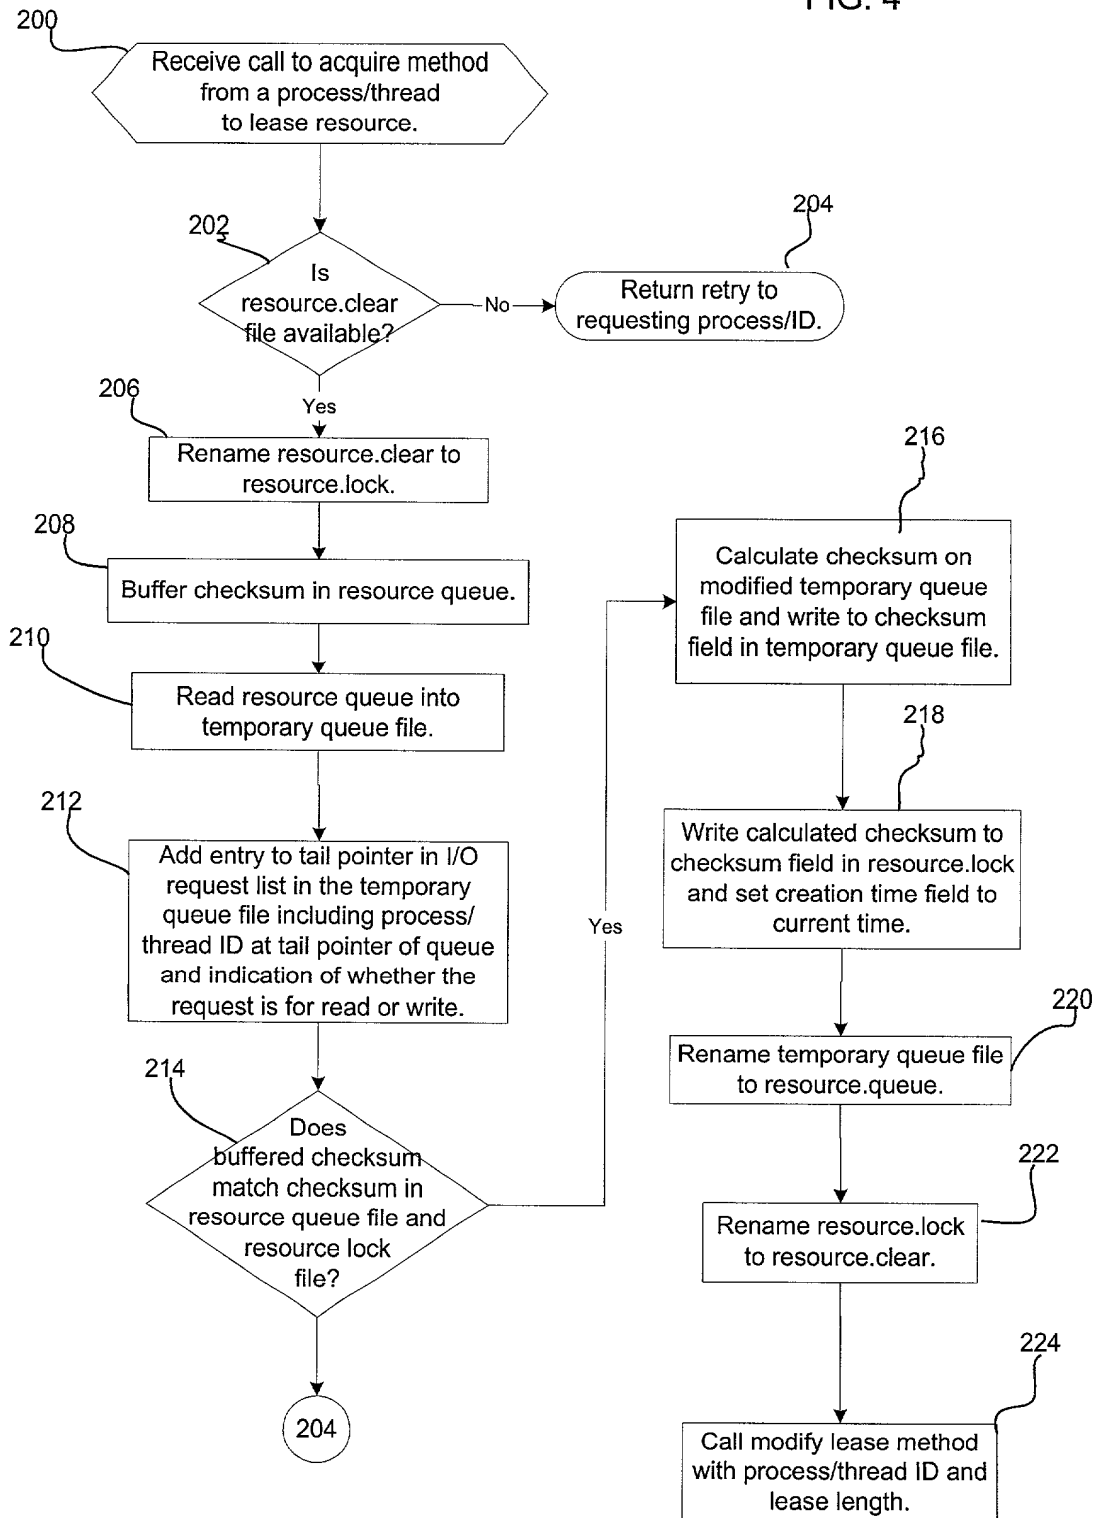 FIG. 4
200
Receive call to acquire method
from a process/thread
to lease resource.
202
Is
resource.clear
file available?
No
204
Return retry to
requesting process/ID.
Yes
206
Rename resource.clear to
resource.lock.
208
Buffer checksum in resource queue.
210
Read resource queue into
temporary queue file.
212
Add entry to tail pointer in I/O
request list in the temporary
queue file including process/
thread ID at tail pointer of queue
and indication of whether the
request is for read or write.
214
Does
buffered checksum
match checksum in
resource queue file and
resource lock
file?
204
Yes
216
Calculate checksum on
modified temporary queue
file and write to checksum
field in temporary queue file.
218
Write calculated checksum to
checksum field in resource.lock
and set creation time field to
current time.
220
Rename temporary queue file
to resource.queue.
222
Rename resource.lock
to resource.clear.
224
Call modify lease method
with process/thread ID and
lease length.